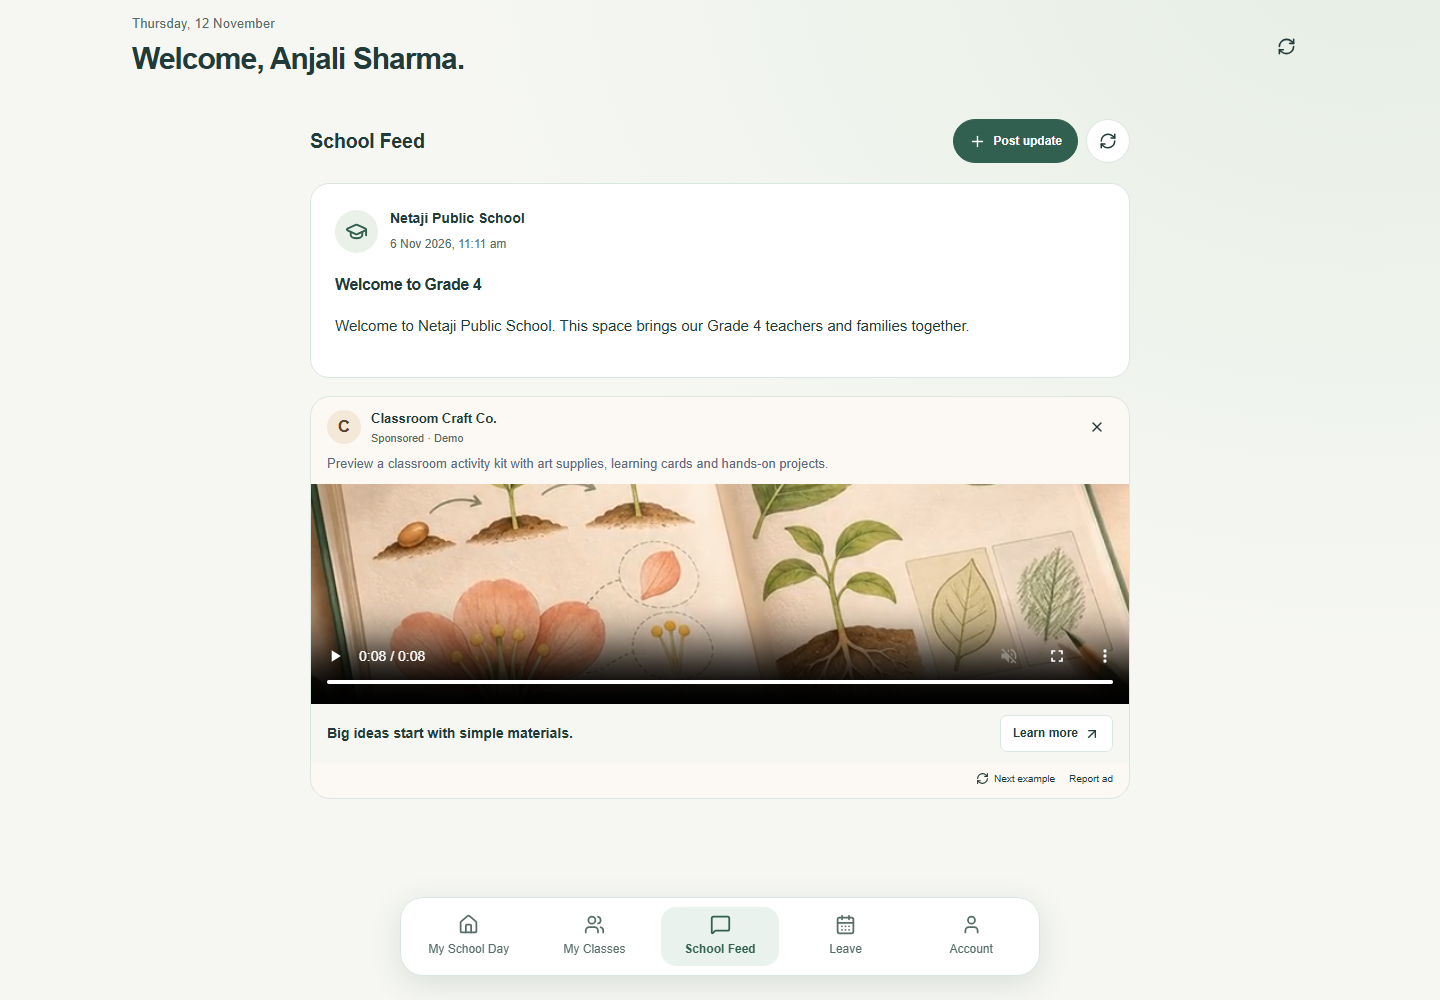 Thursday, 12 November
Welcome, Anjali Sharma.
School Feed
Post update
Netaji Public School
6 Nov 2026, 11:11 am
Welcome to Grade 4
Welcome to Netaji Public School. This space brings our Grade 4 teachers and families together.
C
Classroom Craft Co.
Sponsored · Demo
Preview a classroom activity kit with art supplies, learning cards and hands-on projects.
0:08 / 0:08
Big ideas start with simple materials.
Learn more
Next example
Report ad
My School Day
My Classes
School Feed
Leave
Account